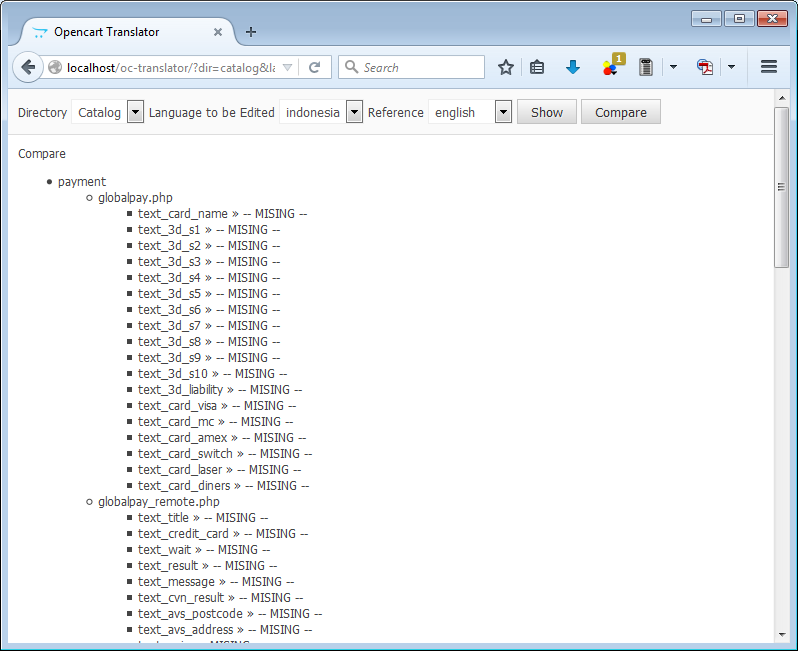 Opencart Translator
localhost/oc-translator/?dir=catalog&la
Search
1
Directory Catalog Language to be Edited indonesia Reference english Show Compare
Compare
payment
globalpay.php
text_card_name » -- MISING --
text_3d_s1 » -- MISING --
text_3d_s2 » -- MISING --
text_3d_s3 » -- MISING --
text_3d_s4 » -- MISING --
text_3d_s5 » -- MISING --
text_3d_s6 » -- MISING --
text_3d_s7 » -- MISING --
text_3d_s8 » -- MISING --
text_3d_s9 » -- MISING --
text_3d_s10 » -- MISING --
text_3d_liability » -- MISING --
text_card_visa » -- MISING --
text_card_mc » -- MISING --
text_card_amex » -- MISING --
text_card_switch » -- MISING --
text_card_laser » -- MISING --
text_card_diners » -- MISING --
globalpay_remote.php
text_title » -- MISING --
text_credit_card » -- MISING --
text_wait » -- MISING --
text_result » -- MISING --
text_message » -- MISING --
text_cvn_result » -- MISING --
text_avs_postcode » -- MISING --
text_avs_address » -- MISING --